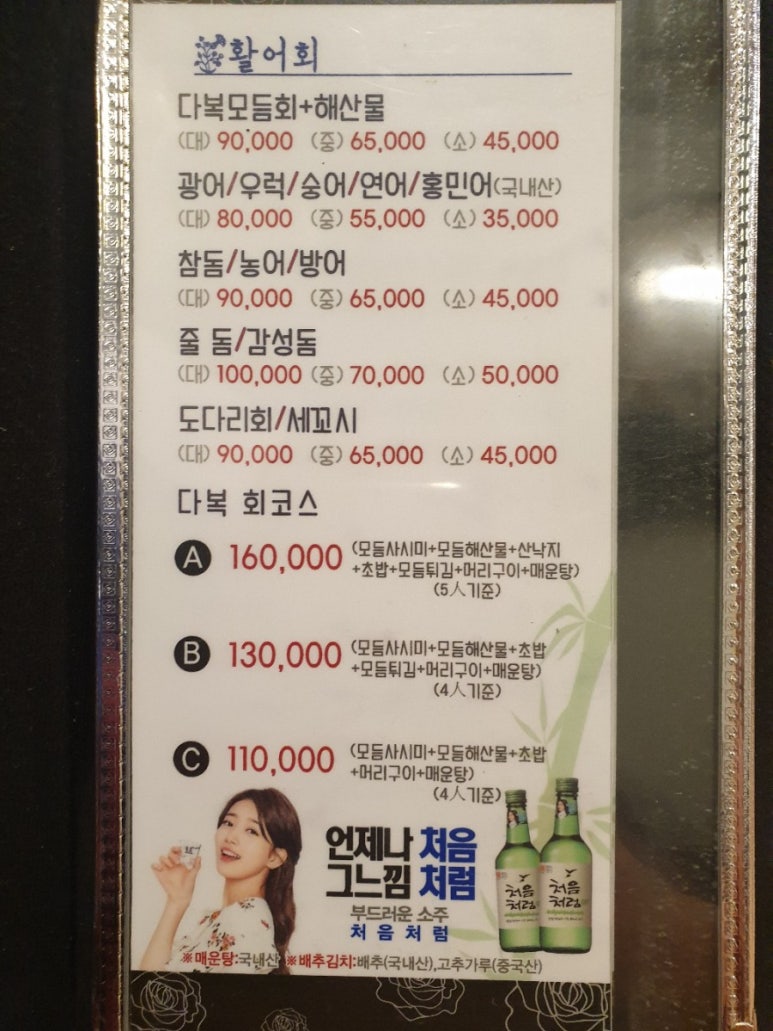 활어회
다복모듬회+해산물
(대) 90,000 (중) 65,000 (소) 45,000
광어/우럭/숭어/연어/홍민어(국내산)
(대) 80,000 (중) 55,000 (소) 35,000
참돔/농어/방어
(대) 90,000 (중) 65,000 (소) 45,000
줄 돔/감성돔
(대) 100,000 (중) 70,000 (소) 50,000
도다리회/세꼬시
(대) 90,000 (중) 65,000 (소) 45,000
다복 회코스
A 160,000 (모듬사시미+모듬해산물+산낙지
+초밥+모듬튀김+머리구이+매운탕)
(5人기준)
B 130,000 (모듬사시미+모듬해산물+초밥
+모듬튀김+머리구이+매운탕)
(4人기준)
C 110,000 (모듬사시미+모듬해산물+초밥
+머리구이+매운탕)
(4人기준)
언제나 처음
그느낌 처럼
부드러운 소주
처음처럼
처음
처럼
처음
처럼
※매운탕:국내산 ※배추김치:배추(국내산),고추가루(중국산)